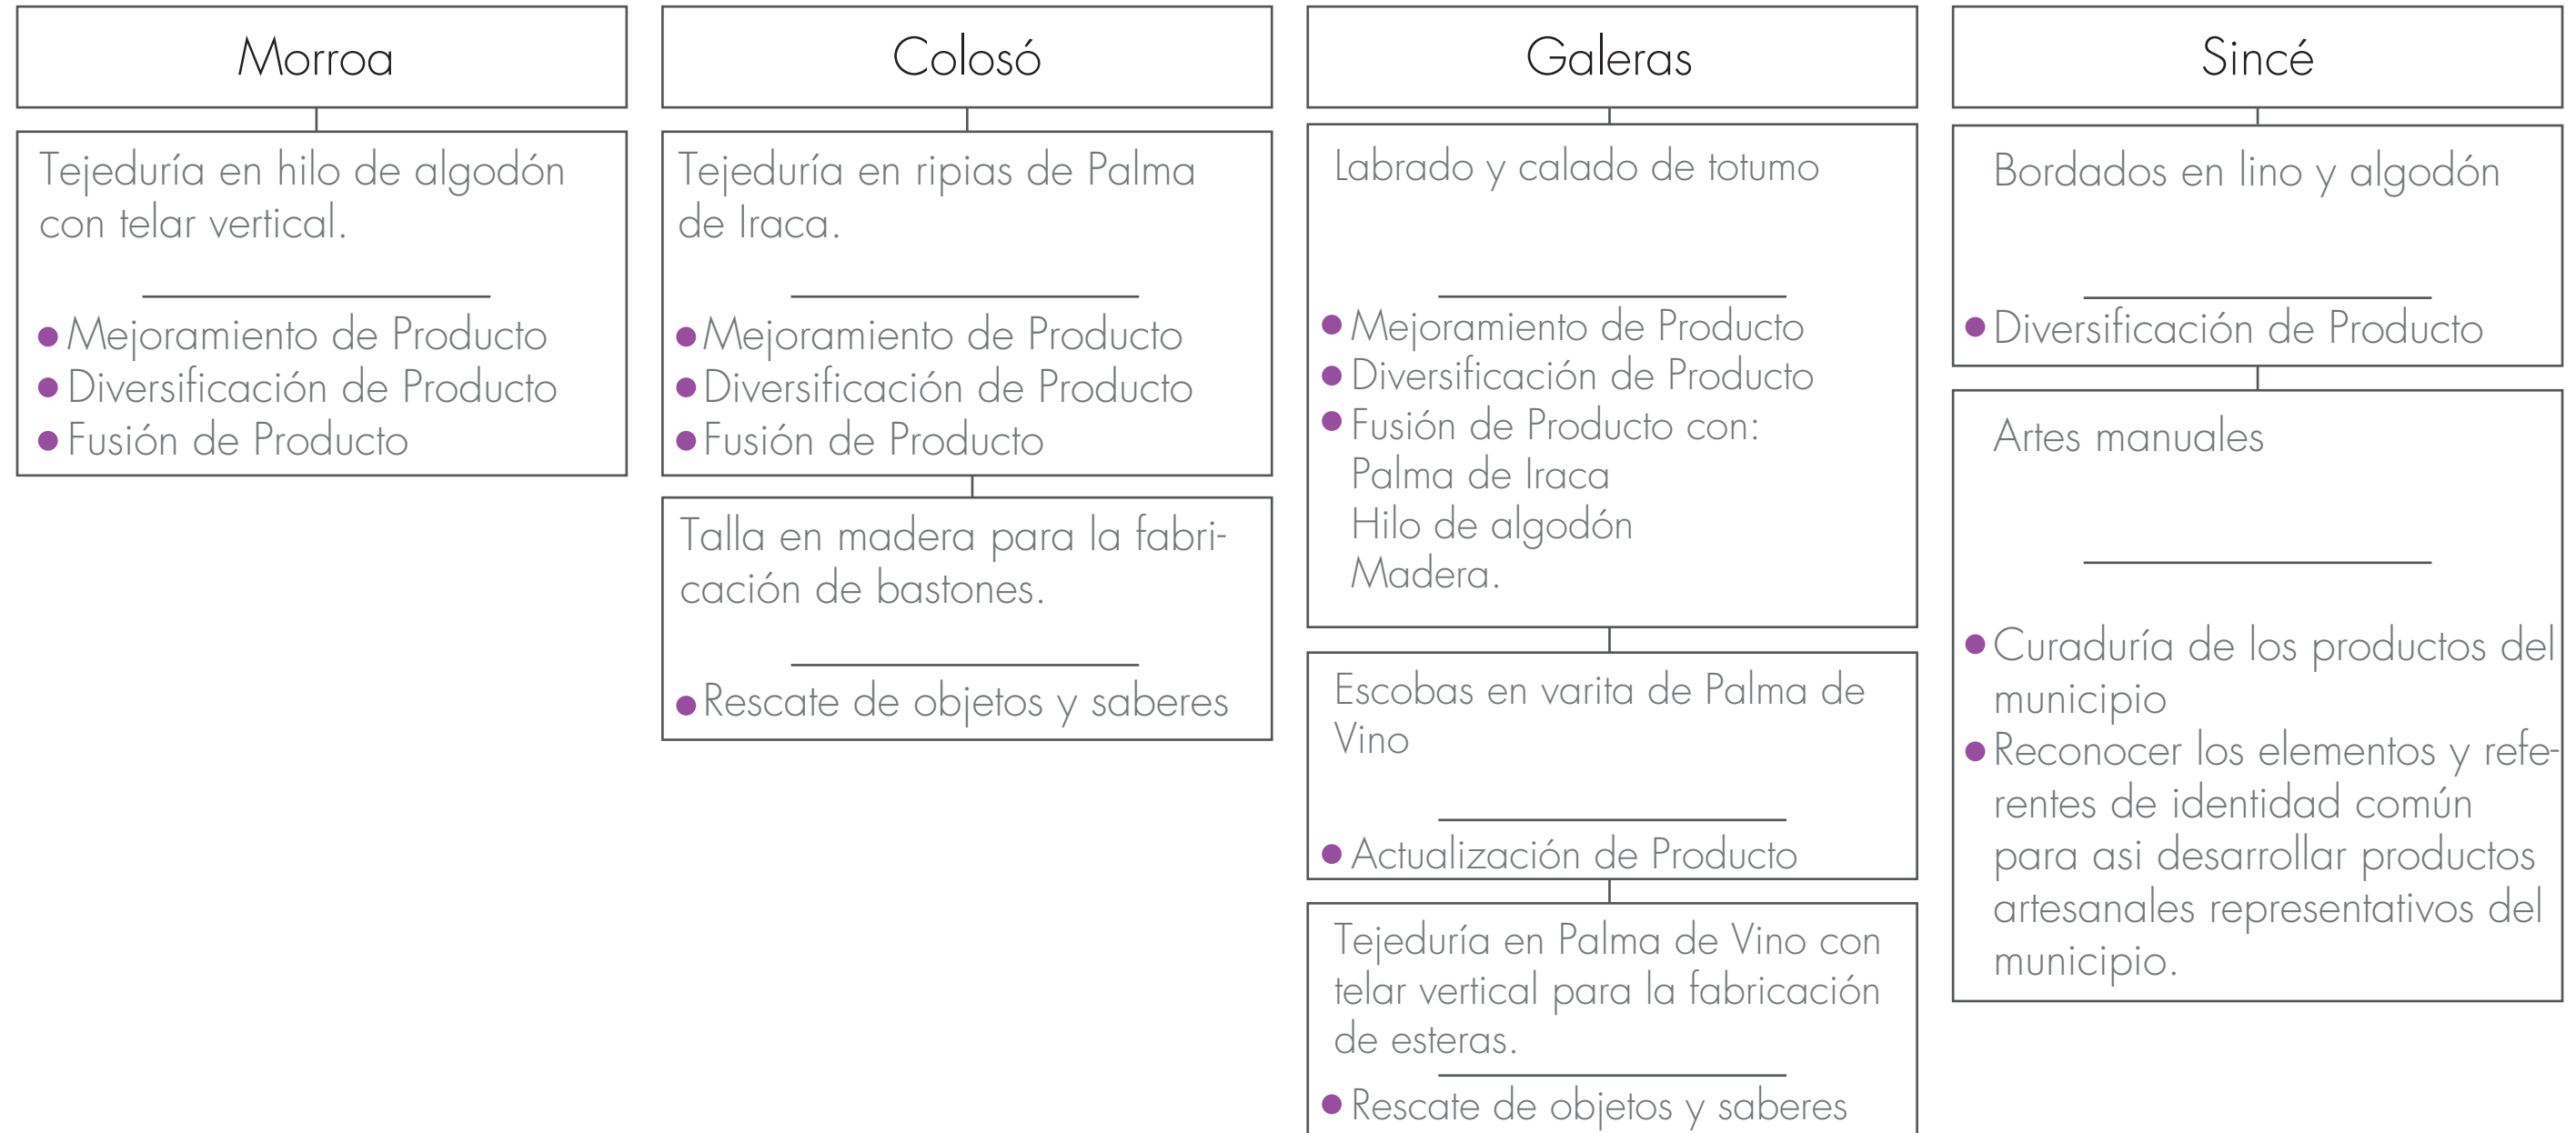 Morroa
Tejeduría en hilo de algodón
con telar vertical.
Mejoramiento de Producto
Diversificación de Producto
Fusión de Producto
Colosó
Tejeduría en ripias de Palma
de Iraca.
Mejoramiento de Producto
Diversificación de Producto
Fusión de Producto
Talla en madera para la fabri-
cación de bastones.
Rescate de objetos y saberes
Galeras
Labrado y calado de totumo
Mejoramiento de Producto
Diversificación de Producto
Fusión de Producto con:
Palma de Iraca
Hilo de algodón
Madera.
Escobas en varita de Palma de
Vino
Actualización de Producto
Tejeduría en Palma de Vino con
telar vertical para la fabricación
de esteras.
Rescate de objetos y saberes
Sincé
Bordados en lino y algodón
Diversificación de Producto
Artes manuales
Curaduría de los productos del
municipio
Reconocer los elementos y refe-
rentes de identidad común
para asi desarrollar productos
artesanales representativos del
municipio.